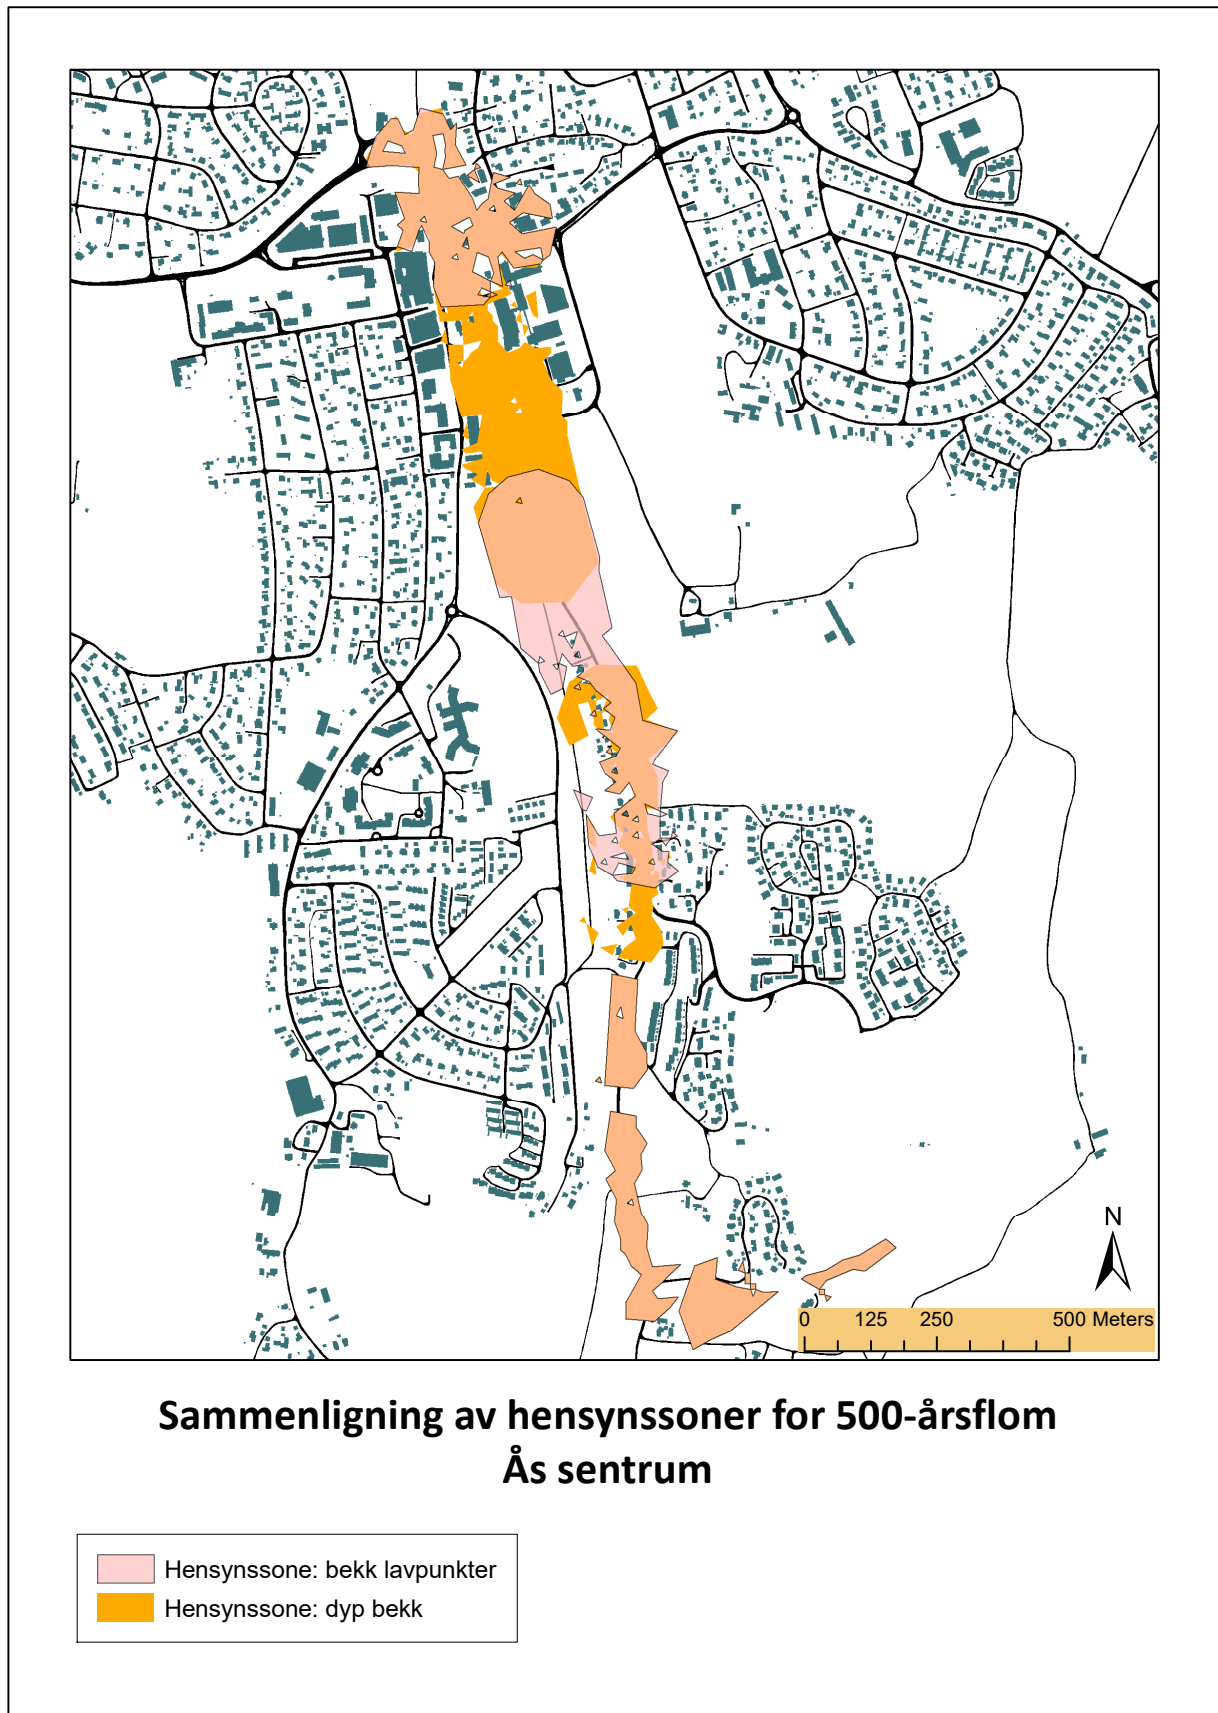 N
0 125 250 500 Meters
Sammenligning av hensynssoner for 500-årsflom
Ås sentrum
Hensynssone: bekk lavpunkter
Hensynssone: dyp bekk